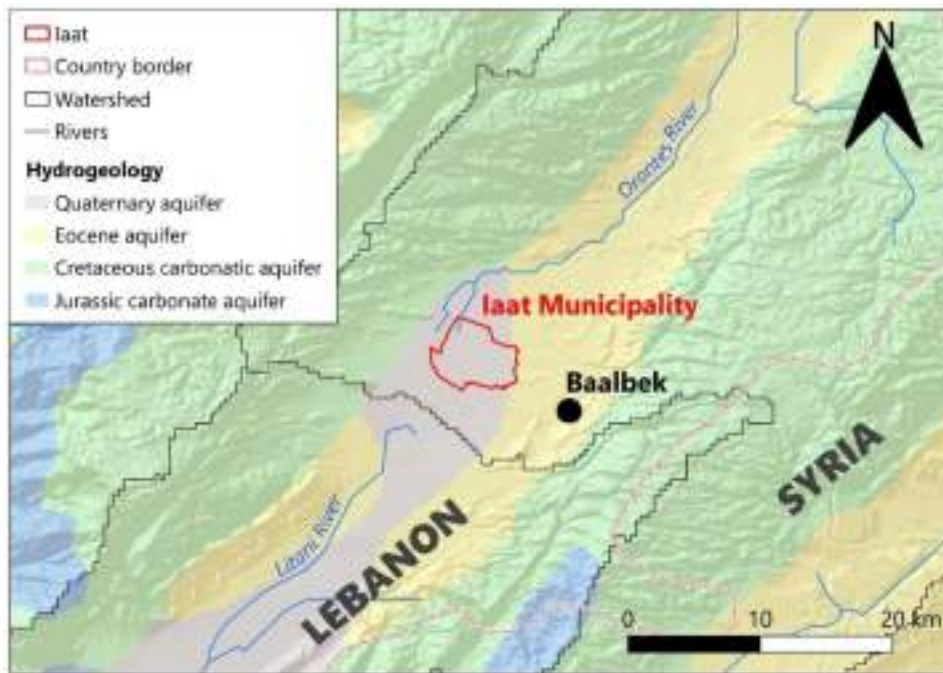 Iaat
Country border
Watershed
Rivers
Hydrogeology
Quaternary aquifer
Eocene aquifer
Cretaceous carbonatic aquifer
Jurassic carbonate aquifer
N
Orontes River
Iaat Municipality
Baalbek
SYRIA
Litani River
LEBANON
0 10 20 km